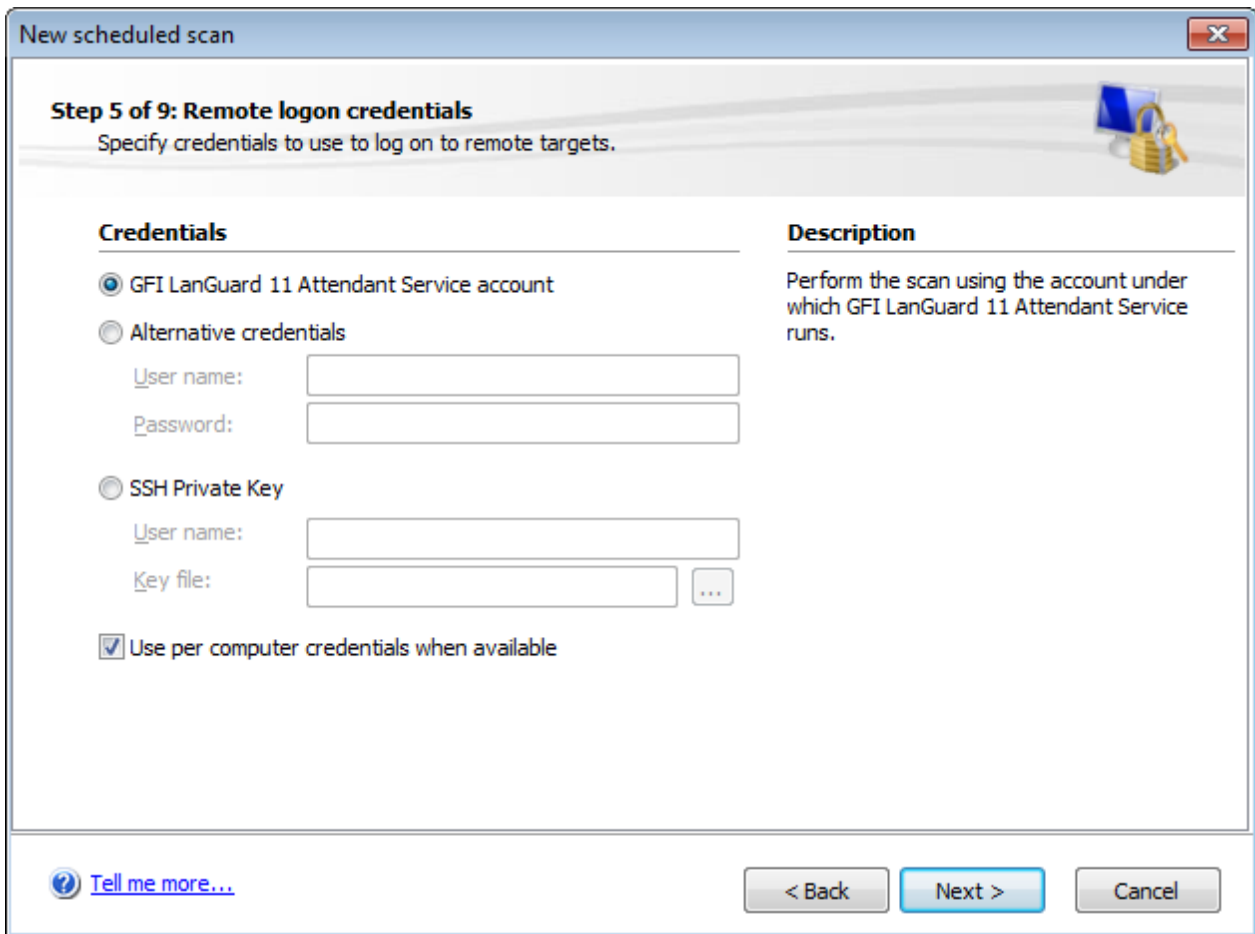 New scheduled scan
Step 5 of 9: Remote logon credentials
Specify credentials to use to log on to remote targets.
Credentials
GFI LanGuard 11 Attendant Service account
Alternative credentials
User name:
Password:
SSH Private Key
User name:
Key file:
...
Use per computer credentials when available
Description
Perform the scan using the account under
which GFI LanGuard 11 Attendant Service
runs.
Tell me more...
< Back
Next >
Cancel